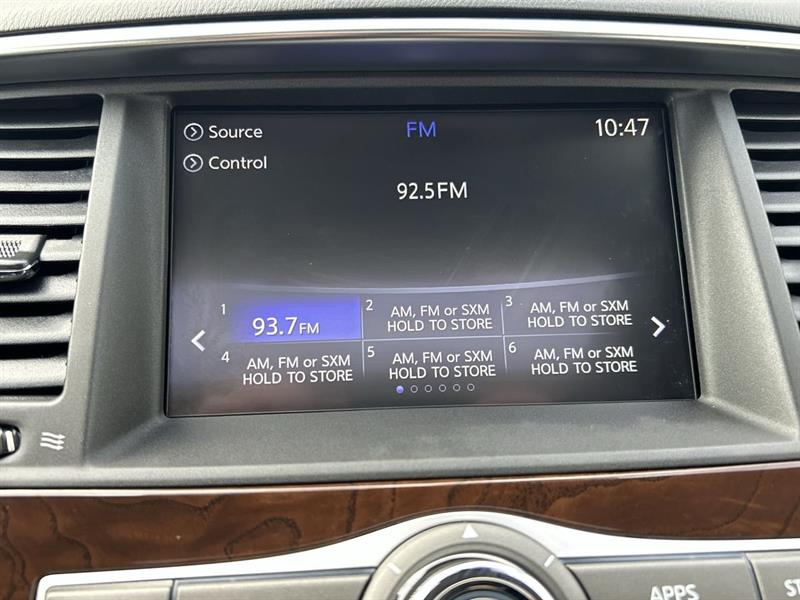 Source FM 10:47
Control
92.5FM
1 93.7FM
2 AM, FM or SXM
HOLD TO STORE
3 AM, FM or SXM
HOLD TO STORE
4 AM, FM or SXM
HOLD TO STORE
5 AM, FM or SXM
HOLD TO STORE
6 AM, FM or SXM
HOLD TO STORE
APPS